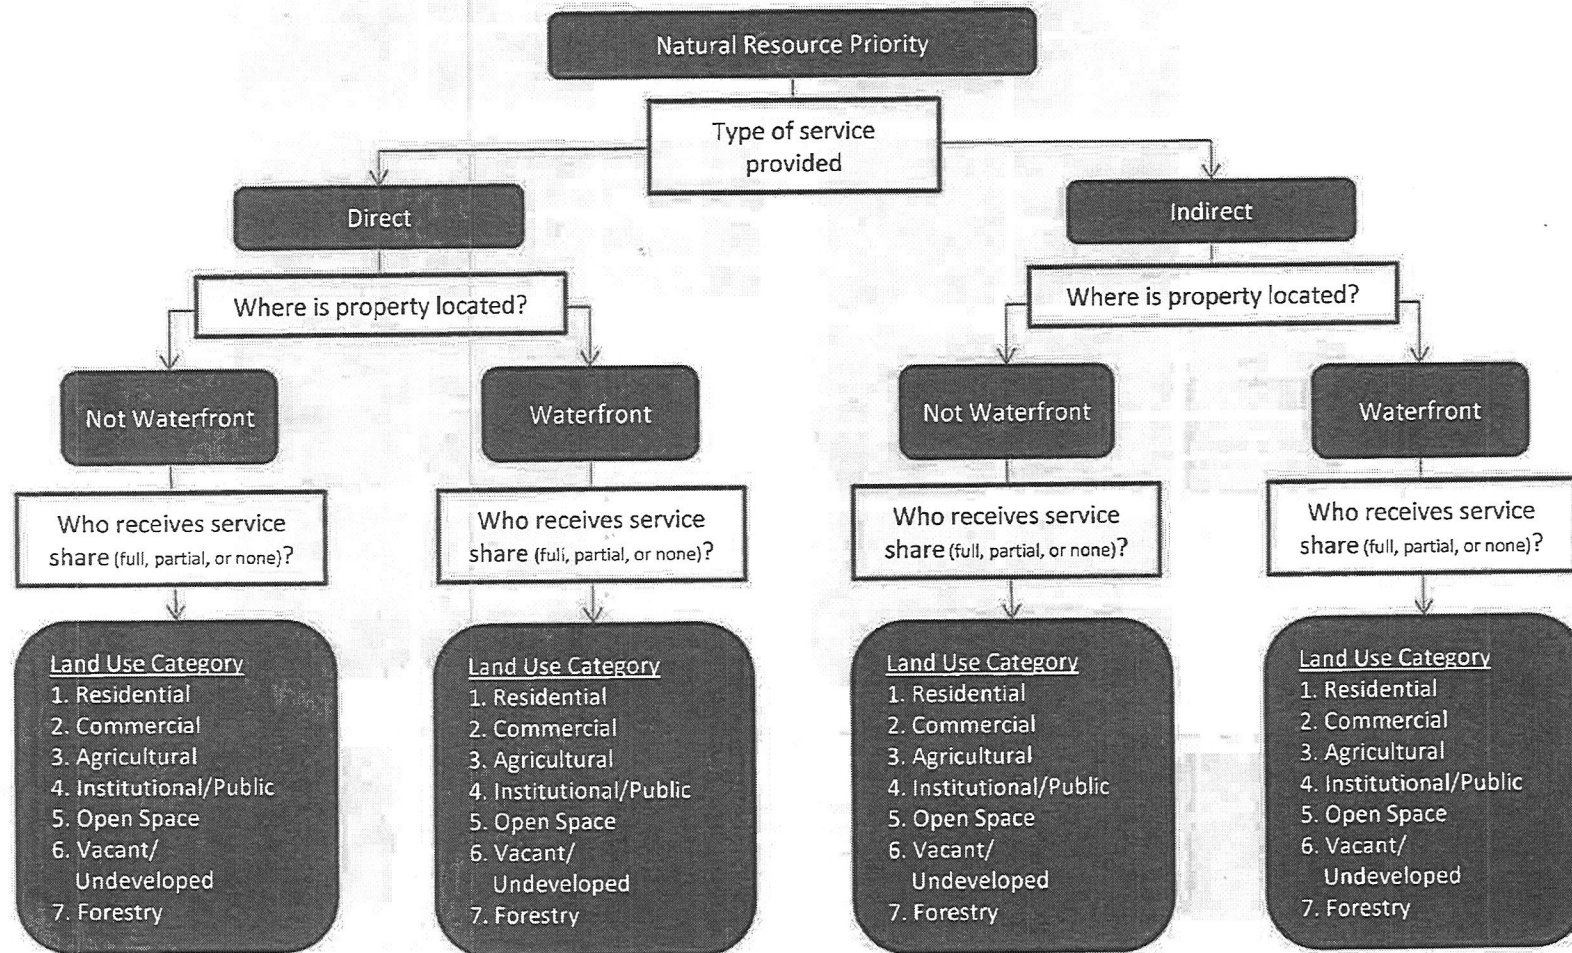 Natural Resource Priority
Type of service
provided
Direct
Indirect
Where is property located?
Where is property located?
Not Waterfront
Waterfront
Not Waterfront
Waterfront
Who receives service
share (full, partial, or none)?
Who receives service
share (full, partial, or none)?
Who receives service
share (full, partial, or none)?
Who receives service
share (full, partial, or none)?
Land Use Category
1. Residential
2. Commercial
3. Agricultural
4. Institutional/Public
5. Open Space
6. Vacant/
Undeveloped
7. Forestry
Land Use Category
1. Residential
2. Commercial
3. Agricultural
4. Institutional/Public
5. Open Space
6. Vacant/
Undeveloped
7. Forestry
Land Use Category
1. Residential
2. Commercial
3. Agricultural
4. Institutional/Public
5. Open Space
6. Vacant/
Undeveloped
7. Forestry
Land Use Category
1. Residential
2. Commercial
3. Agricultural
4. Institutional/Public
5. Open Space
6. Vacant/
Undeveloped
7. Forestry